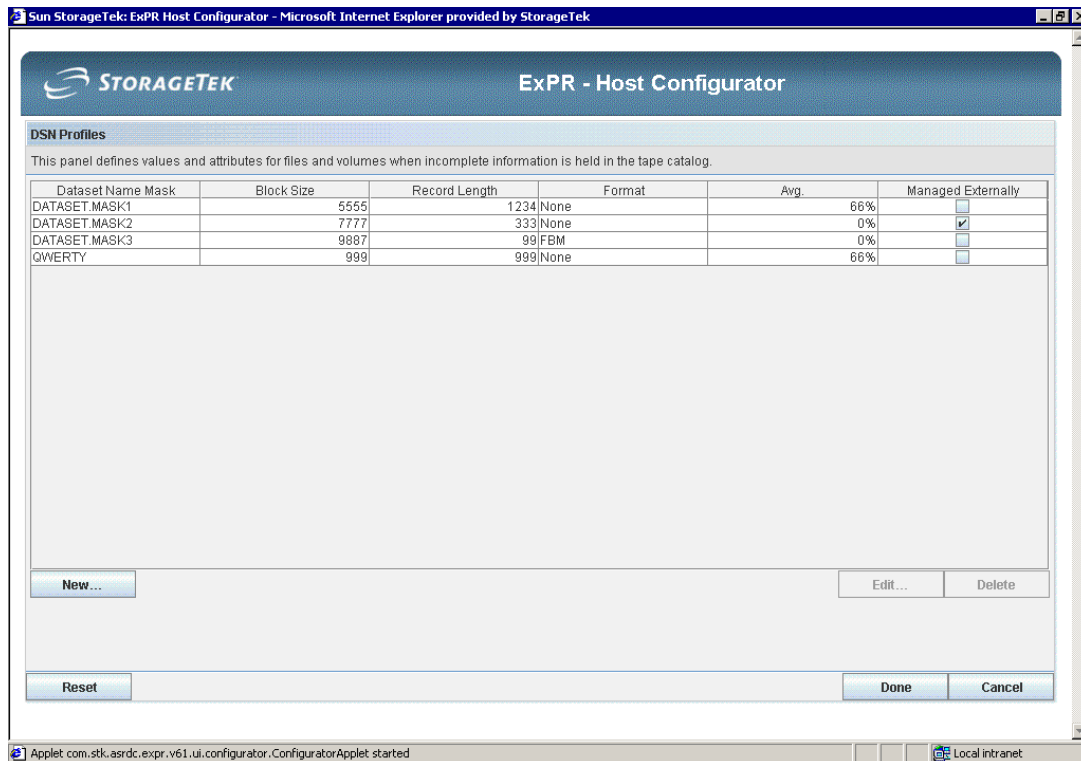 Sun StorageTek: ExPR Host Configurator - Microsoft Internet Explorer provided by StorageTek
STORAGETEK
ExPR - Host Configurator
DSN Profiles
This panel defines values and attributes for files and volumes when incomplete information is held in the tape catalog.
Dataset Name Mask Block Size Record Length Format Avg. Managed Externally
DATASET.MASK1 5555 1234 None 66%
DATASET.MASK2 7777 333 None 0%
DATASET.MASK3 9887 99 FBM 0%
QWERTY 999 999 None 66%
New... Edit... Delete
Reset Done Cancel
Applet com.stk.asrdc.expr.v61.ui.configurator.ConfiguratorApplet started Local intranet